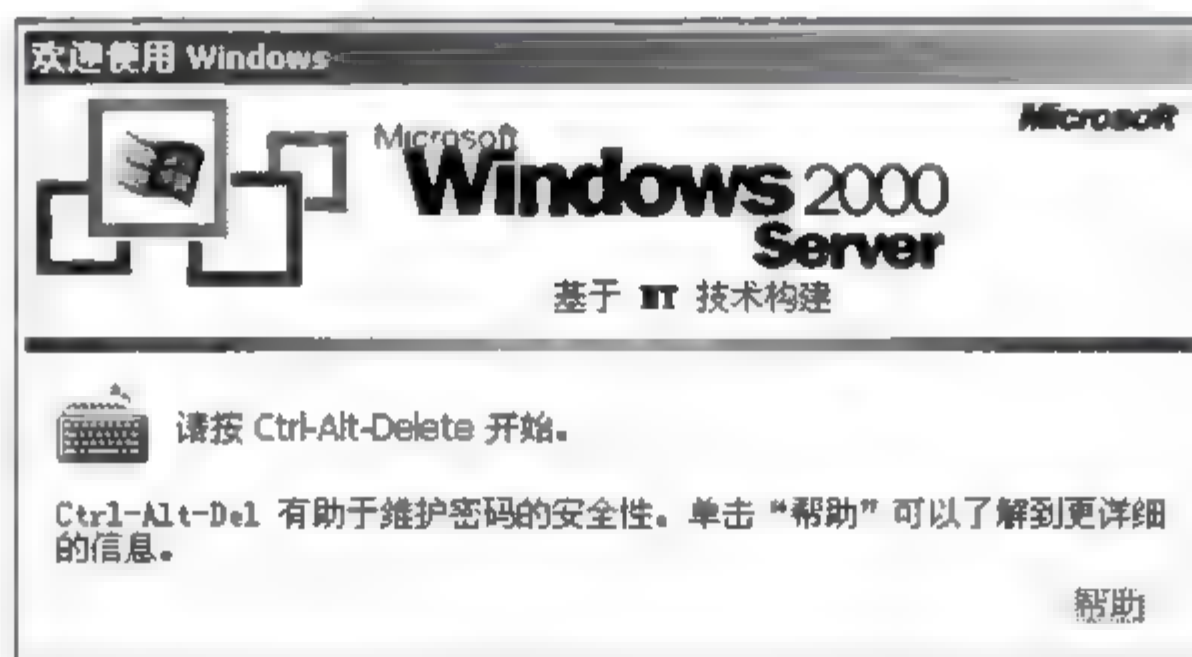 欢迎使用 Windows
Microsoft
Microsoft
Windows 2000
Server
基于 NT 技术构建
请按 Ctrl-Alt-Delete 开始。
Ctrl-Alt-Del 有助于维护密码的安全性。单击“帮助”可以了解到更详细
的信息。
帮助